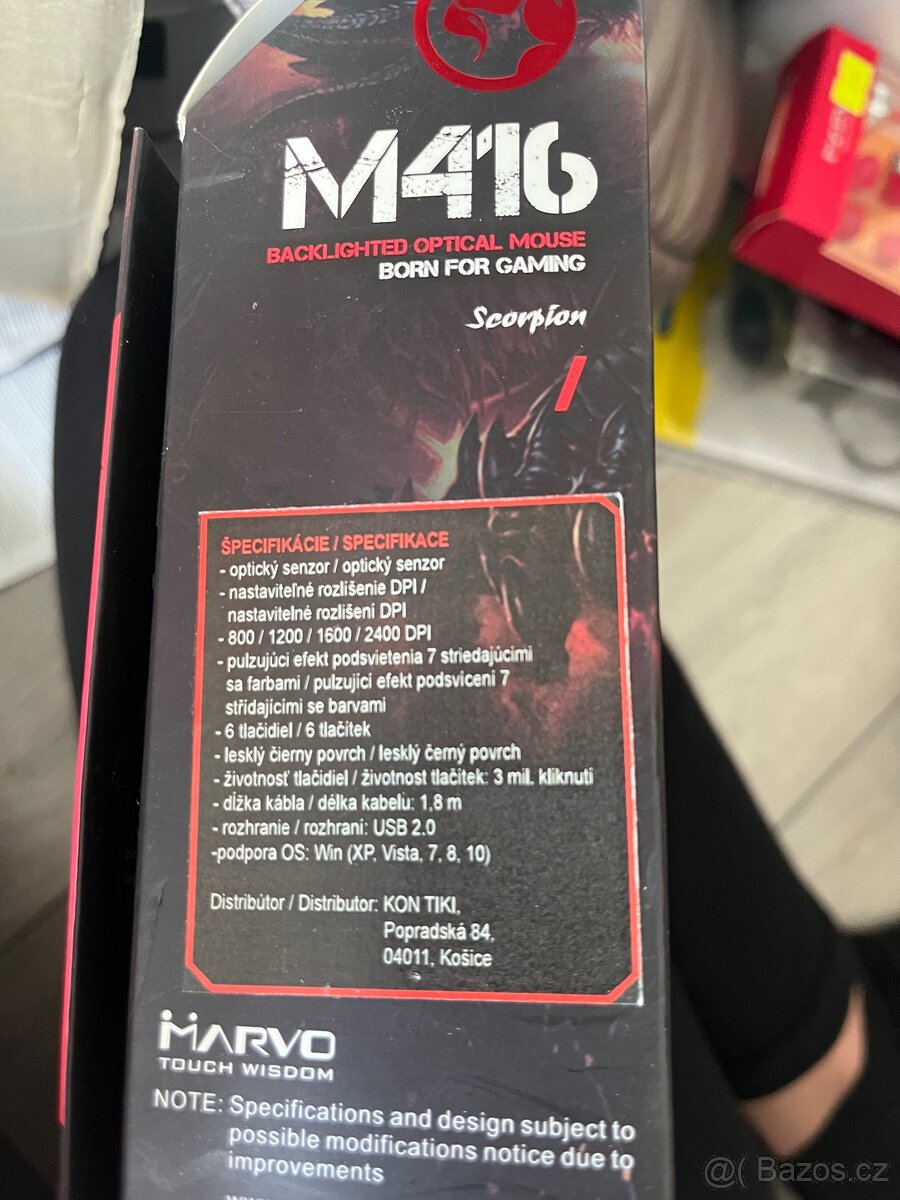 M416
BACKLIGHTED OPTICAL MOUSE
BORN FOR GAMING
Scorpion
ŠPECIFIKÁCIE / SPECIFIKACE
- optický senzor / optický senzor
- nastaviteľné rozlíšenie DPI /
nastavitelné rozlišení DPI
- 800 / 1200 / 1600 / 2400 DPI
- pulzujúci efekt podsvietenia 7 striedajúcimi
sa farbami / pulzující efekt podsvícení 7
střídajícimi se barvami
- 6 tlačidiel / 6 tlačítek
- lesklý čierny povrch / lesklý černý povrch
- životnosť tlačidiel / životnost tlačítek: 3 mil. kliknutí
- dĺžka kábla / délka kabelu: 1,8 m
- rozhranie / rozhraní: USB 2.0
-podpora OS: Win (XP, Vista, 7, 8, 10)
Distribútor / Distributor: KON TIKI,
Popradská 84,
04011, Košice
MARVO
TOUCH WISDOM
NOTE: Specifications and design subject to
possible modifications notice due to
improvements
@( Bazos.cz